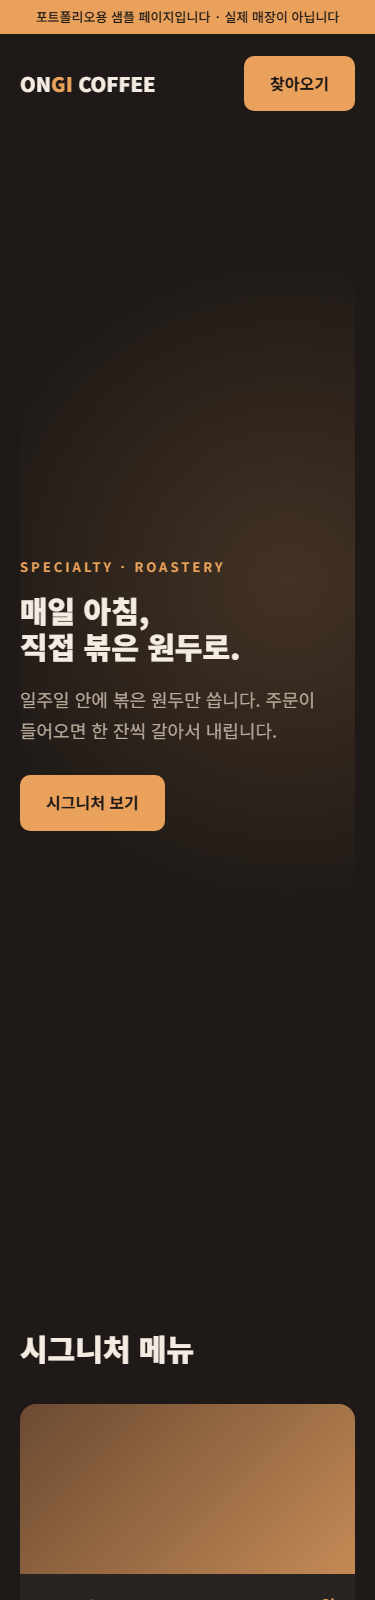 포트폴리오용 샘플 페이지입니다 · 실제 매장이 아닙니다
ONGI COFFEE
찾아오기
SPECIALTY · ROASTERY
매일 아침,
직접 볶은 원두로.
일주일 안에 볶은 원두만 씁니다. 주문이
들어오면 한 잔씩 갈아서 내립니다.
시그니처 보기
시그니처 메뉴